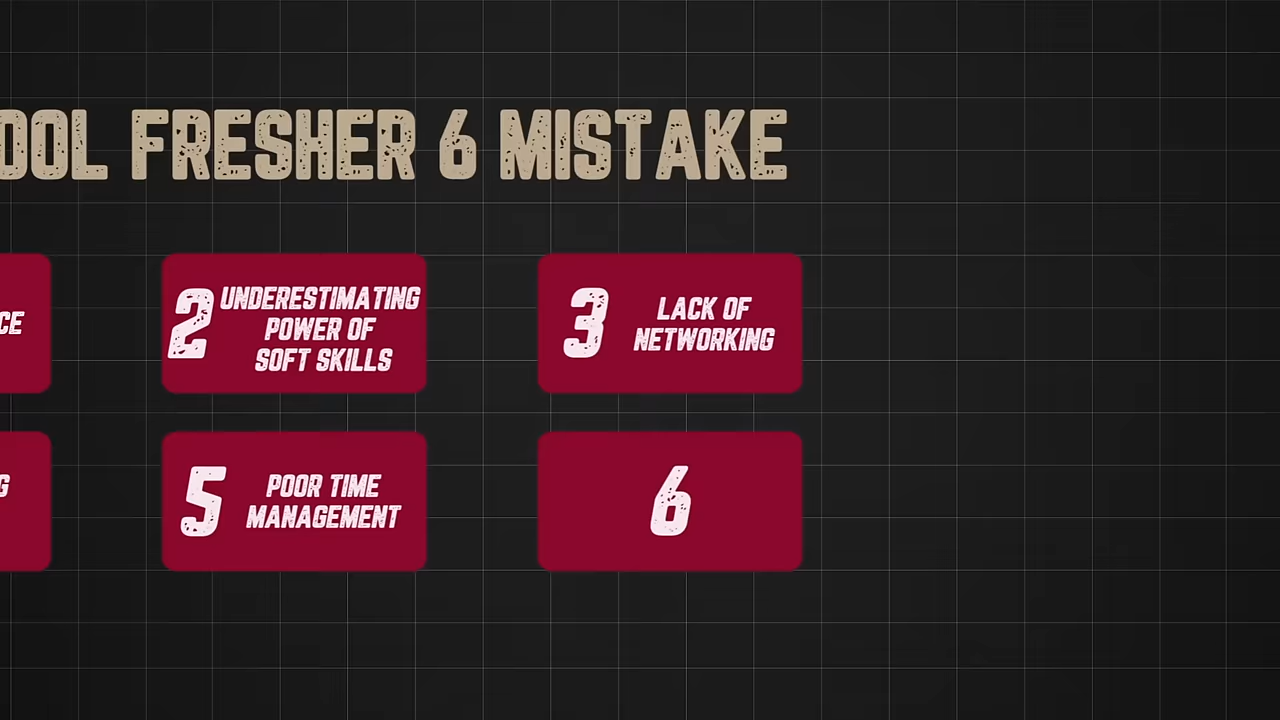 OOL FRESHER 6 MISTAKE
CE
2 UNDERESTIMATING
POWER OF
SOFT SKILLS
3 LACK OF
NETWORKING
G
5 POOR TIME
MANAGEMENT
6